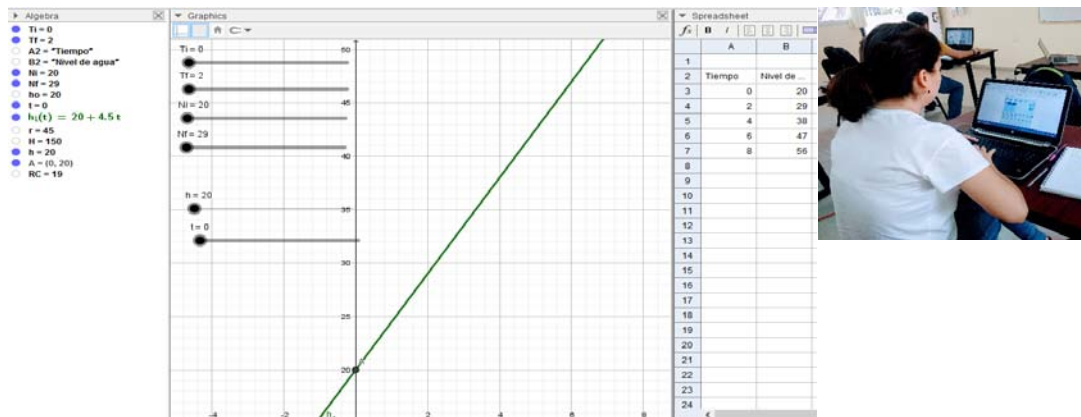 Algebra
Ti = 0
Tf = 2
A2 = "Tiempo"
B2 = "Nivel de agua"
Ni = 20
Nf = 29
ho = 20
t = 0
h₁(t) = 20 + 4.5 t
r = 45
H = 150
h = 20
A = (0, 20)
RC = 19
Graphics
Ti = 0
Tf = 2
Ni = 20
Nf = 29
h = 20
t = 0
50
45
40
35
30
25
20
A
-4 -2 2 4 6 8
Spreadsheet
fx B I
A B
1
2 Tiempo Nivel de ...
3 0 20
4 2 29
5 4 38
6 6 47
7 8 56
8
9
10
11
12
13
14
15
16
17
18
19
20
21
22
23
24